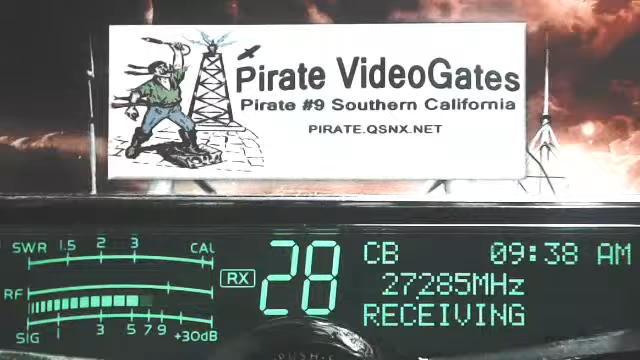 Pirate VideoGates
Pirate #9 Southern California
PIRATE.QSNX.NET
SWR 1.5 2 3 CAL
RF
SIG 1 3 5 7 9 +30dB
RX
28
CB 09:38 AM
27285MHz
RECEIVING